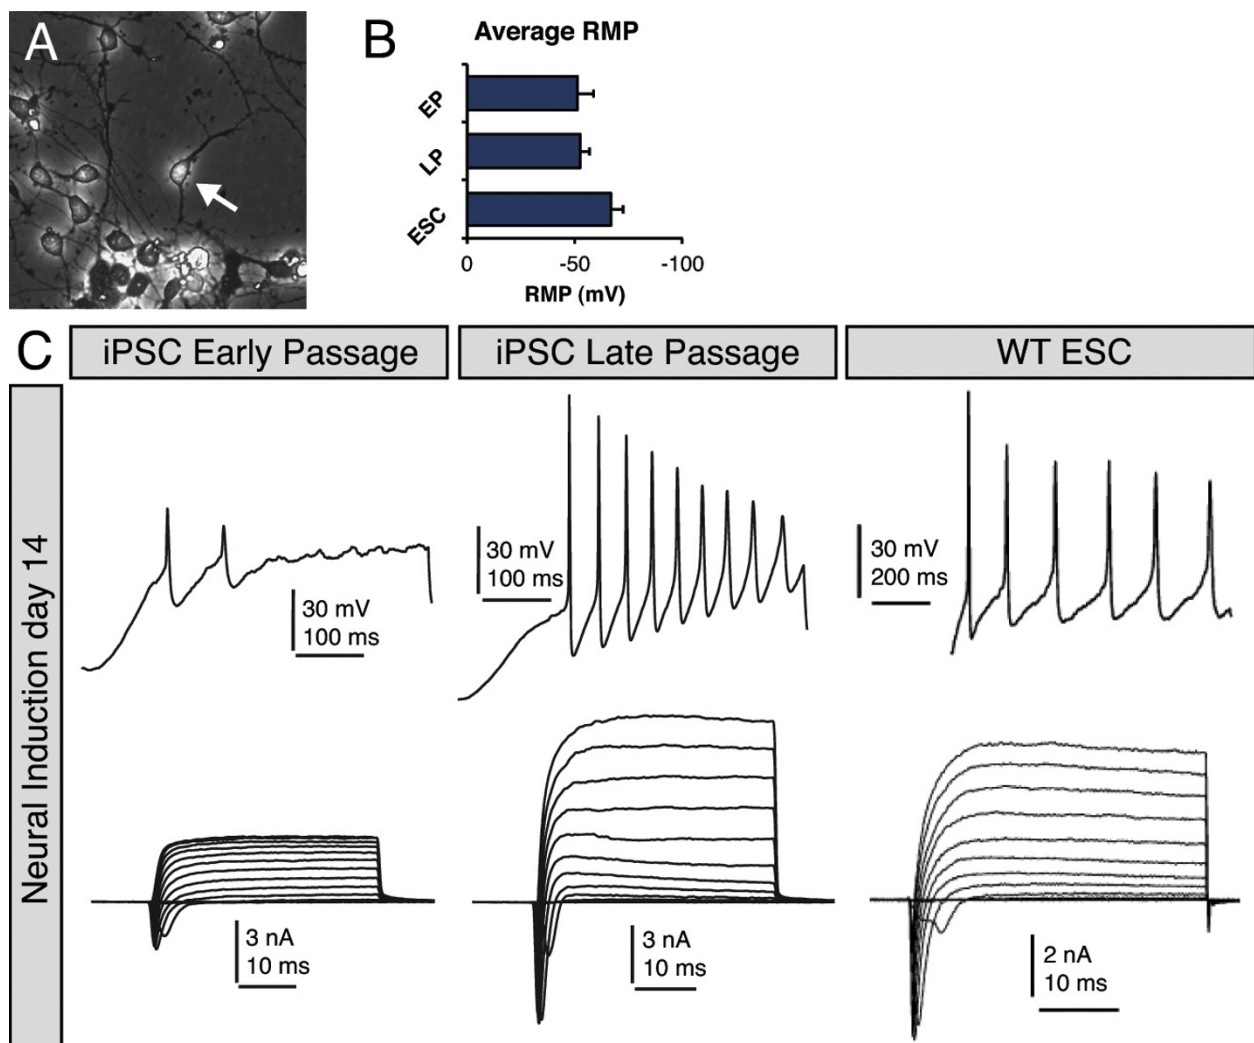 A
B
Average RMP
EP
LP
ESC
0
-50
-100
RMP (mV)
C
iPSC Early Passage
iPSC Late Passage
WT ESC
Neural Induction day 14
30 mV
100 ms
30 mV
100 ms
30 mV
200 ms
3 nA
10 ms
3 nA
10 ms
2 nA
10 ms